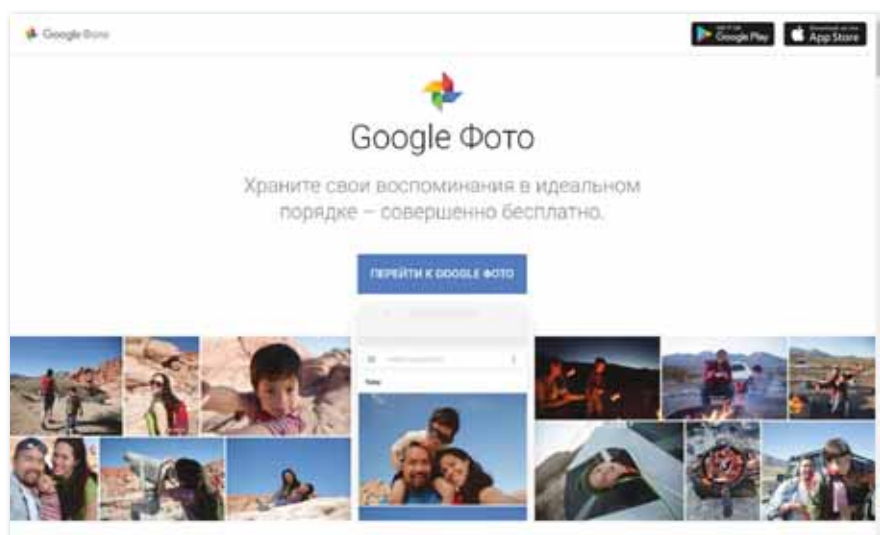 Google Фото
Google Play
App Store
Google Фото
Храните свои воспоминания в идеальном
порядке – совершенно бесплатно.
ПЕРЕЙТИ К GOOGLE ФОТО